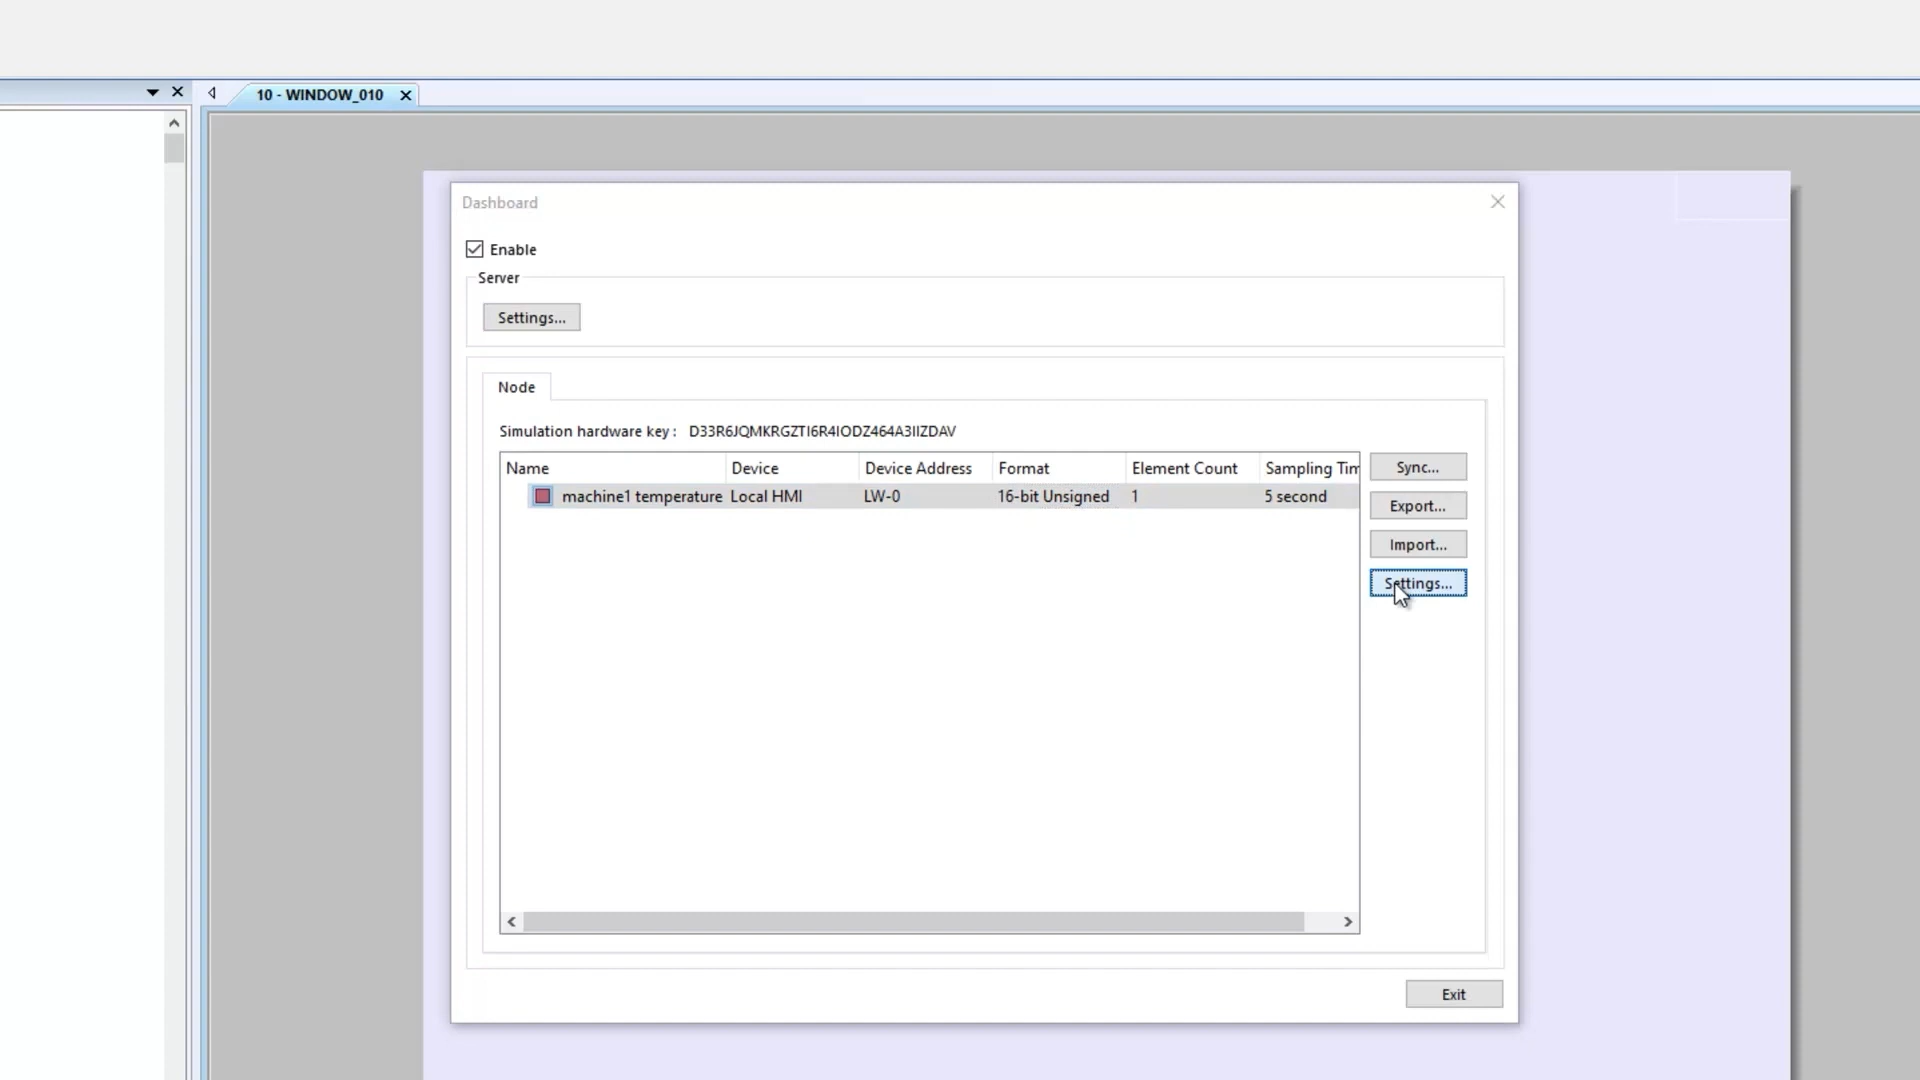 10 - WINDOW_010
Dashboard
Enable
Server
Settings...
Node
Simulation hardware key : D33R6JQMKRGZTI6R4IODZ464A3IIZDAV
Name Device Device Address Format Element Count Sampling Tim
machine1 temperature Local HMI LW-0 16-bit Unsigned 1 5 second
Sync...
Export...
Import...
Settings...
Exit